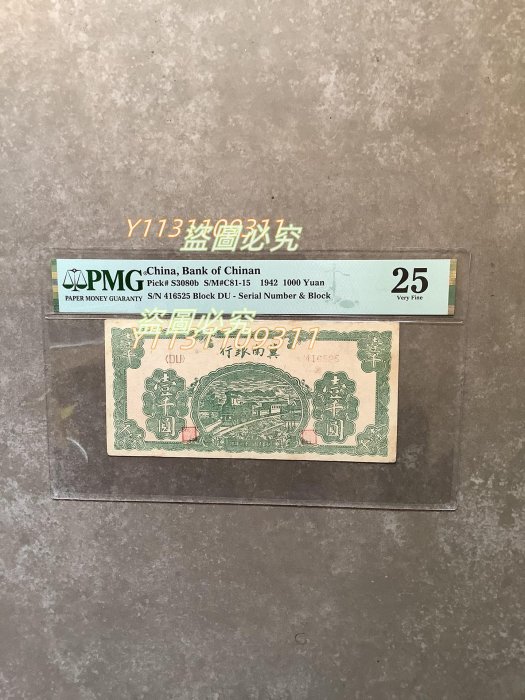 Y1131109311
盜圖必究
PMG
PAPER MONEY GUARANTY
China, Bank of Chinan
Pick# S3080b S/M#C81-15 1942 1000 Yuan
S/N 416525 Block DU - Serial Number & Block
25
Very Fine
盜圖必究
Y1131109311
行銀南冀
(DU)
416525
壹千圓
壹千圓